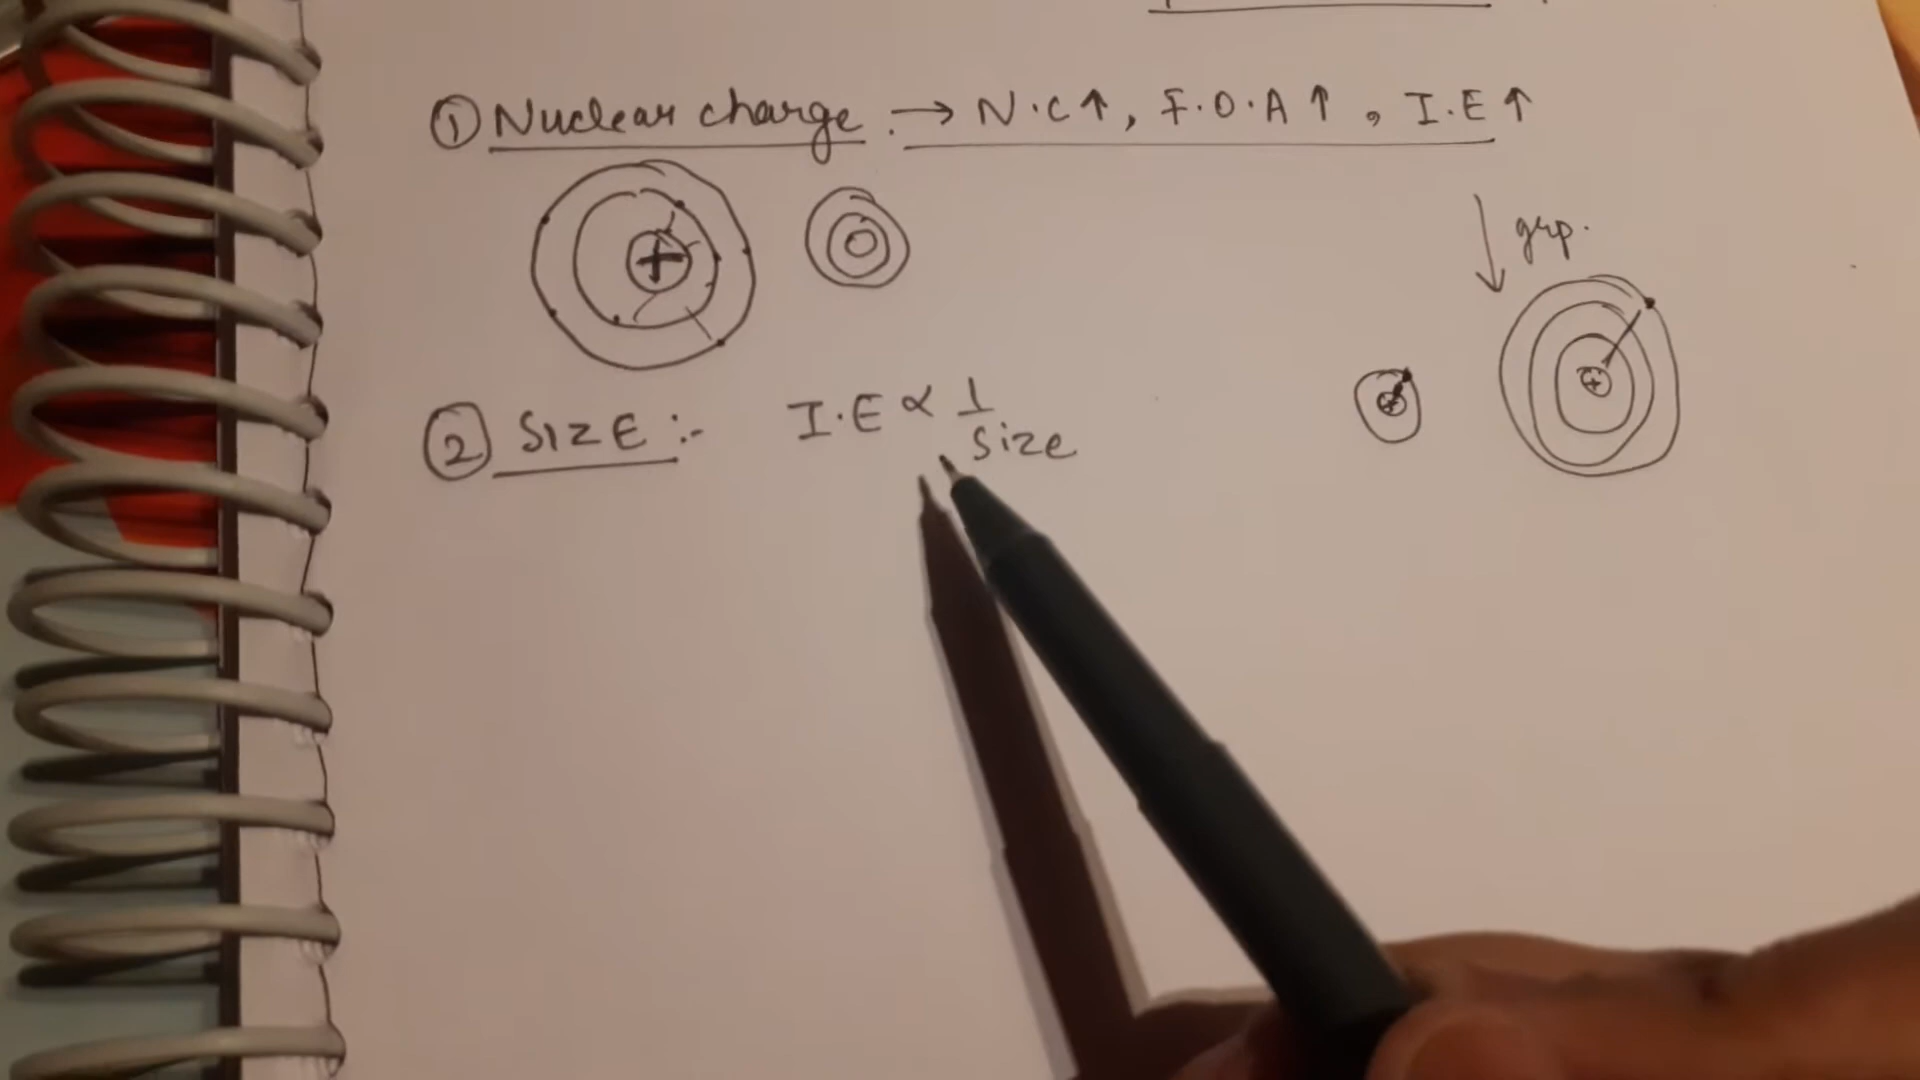 ① Nuclear charge :→ N.C↑, F.O.A↑, I.E↑
↓ grp.
② SIZE :- I.E ∝ 1/size